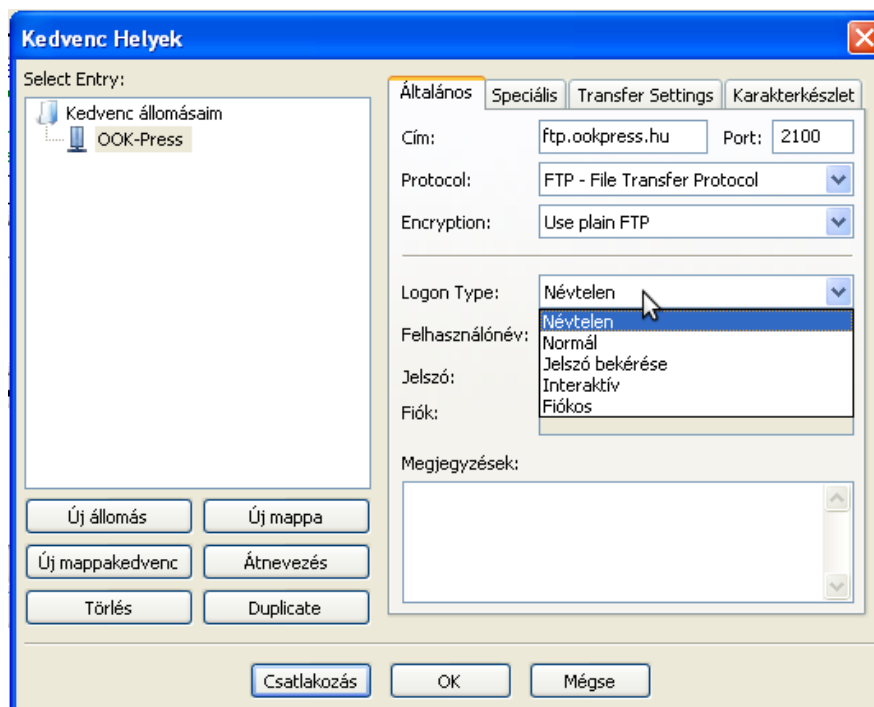 Kedvenc Helyek
Select Entry:
Kedvenc állomásaim
OOK-Press
Új állomás Új mappa
Új mappakedvenc Átnevezés
Törlés Duplicate
Általános Speciális Transfer Settings Karakterkészlet
Cím: ftp.ookpress.hu Port: 2100
Protocol: FTP - File Transfer Protocol
Encryption: Use plain FTP
Logon Type: Névtelen
Névtelen
Felhasználónév:
Normál
Jelszó bekérése
Jelszó:
Interaktív
Fiókos
Fiók:
Megjegyzések:
Csatlakozás OK Mégse